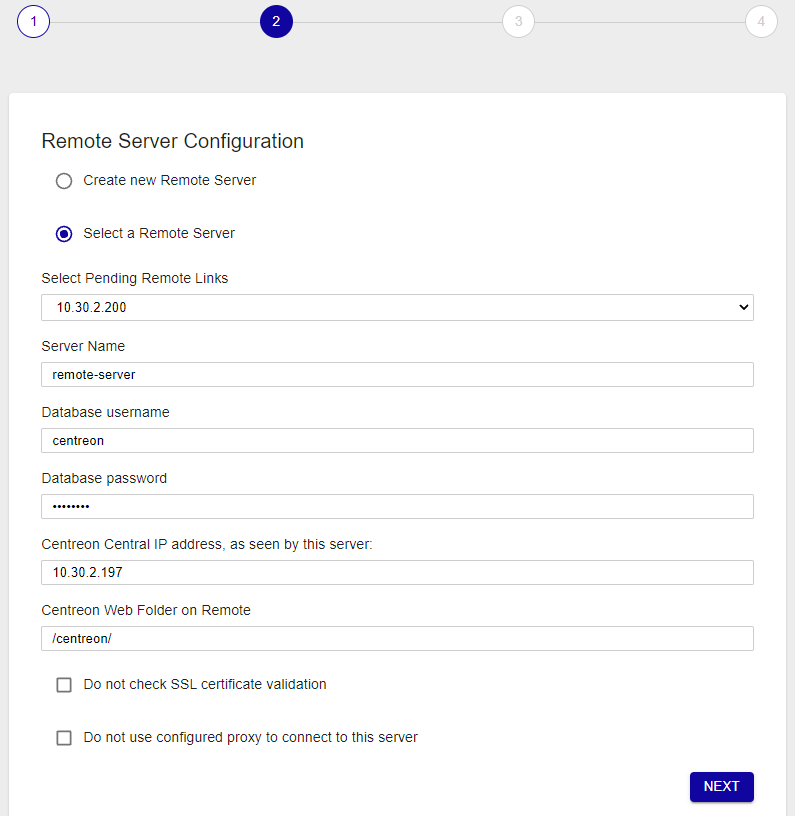 1 2 3 4
Remote Server Configuration
Create new Remote Server
Select a Remote Server
Select Pending Remote Links
10.30.2.200
Server Name
remote-server
Database username
centreon
Database password
••••••••
Centreon Central IP address, as seen by this server:
10.30.2.197
Centreon Web Folder on Remote
/centreon/
Do not check SSL certificate validation
Do not use configured proxy to connect to this server
NEXT